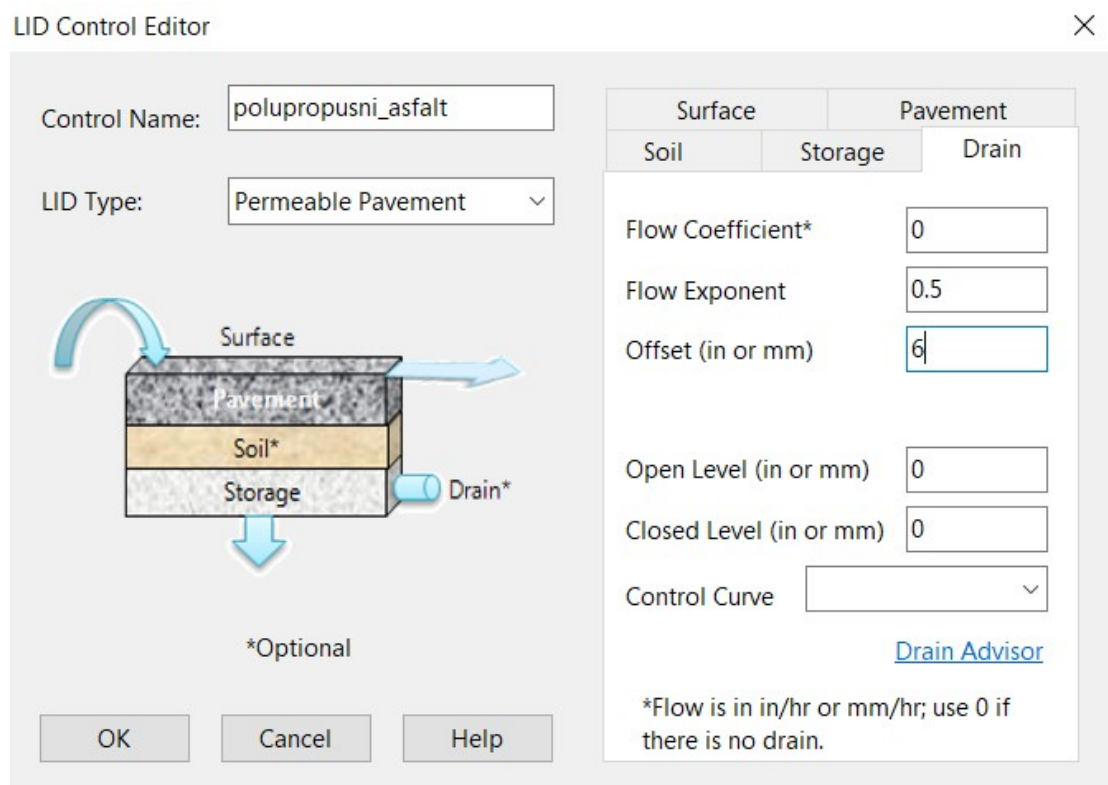 LID Control Editor
Control Name: polupropusni_asfalt
LID Type: Permeable Pavement
Surface
Pavement
Soil*
Storage
Drain*
*Optional
OK Cancel Help
Surface Pavement
Soil Storage Drain
Flow Coefficient* 0
Flow Exponent 0.5
Offset (in or mm) 6
Open Level (in or mm) 0
Closed Level (in or mm) 0
Control Curve
Drain Advisor
*Flow is in in/hr or mm/hr; use 0 if
there is no drain.